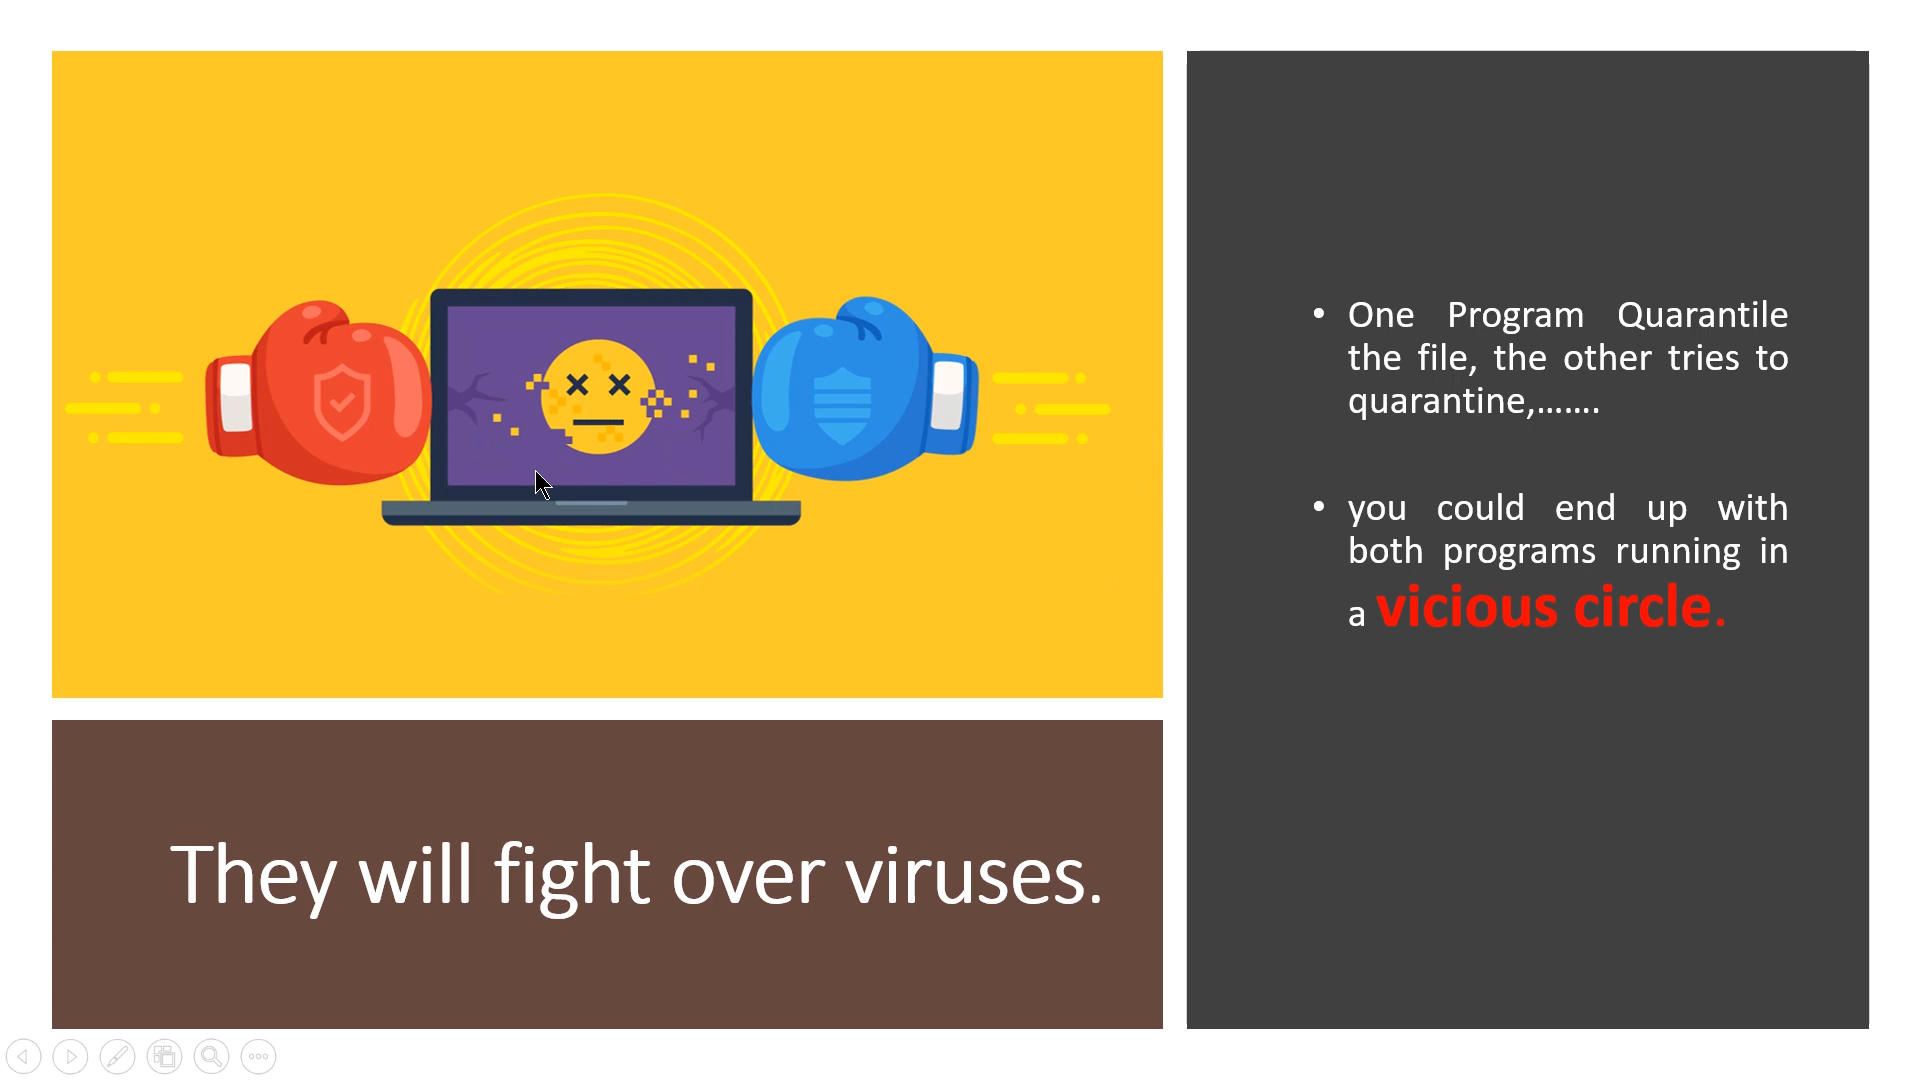 • One Program Quarantile
the file, the other tries to
quarantine,.......
• you could end up with
both programs running in
a vicious circle.
They will fight over viruses.